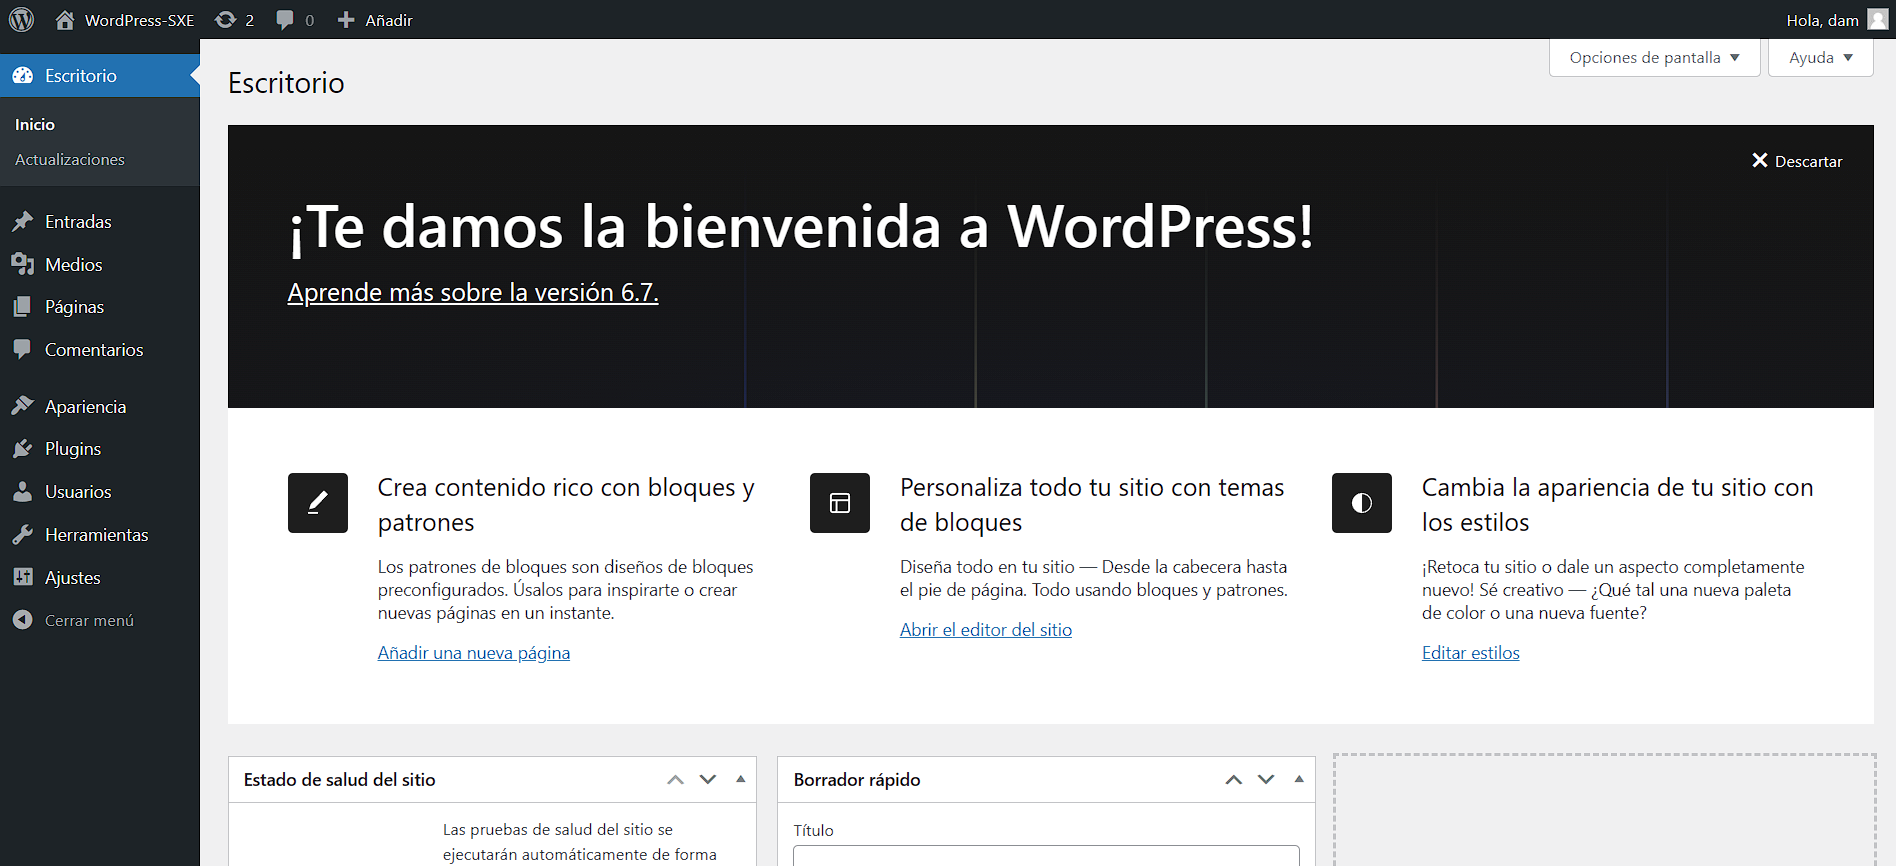 WordPress-SXE 2 0 Añadir Hola, dam
Escritorio
Inicio
Actualizaciones
Entradas
Medios
Páginas
Comentarios
Apariencia
Plugins
Usuarios
Herramientas
Ajustes
Cerrar menú
Opciones de pantalla Ayuda
Escritorio
Descartar
¡Te damos la bienvenida a WordPress!
Aprende más sobre la versión 6.7.
Crea contenido rico con bloques y
patrones
Los patrones de bloques son diseños de bloques
preconfigurados. Úsalos para inspirarte o crear
nuevas páginas en un instante.
Añadir una nueva página
Personaliza todo tu sitio con temas
de bloques
Diseña todo en tu sitio — Desde la cabecera hasta
el pie de página. Todo usando bloques y patrones.
Abrir el editor del sitio
Cambia la apariencia de tu sitio con
los estilos
¡Retoca tu sitio o dale un aspecto completamente
nuevo! Sé creativo — ¿Qué tal una nueva paleta
de color o una nueva fuente?
Editar estilos
Estado de salud del sitio
Las pruebas de salud del sitio se
ejecutarán automáticamente de forma
Borrador rápido
Título